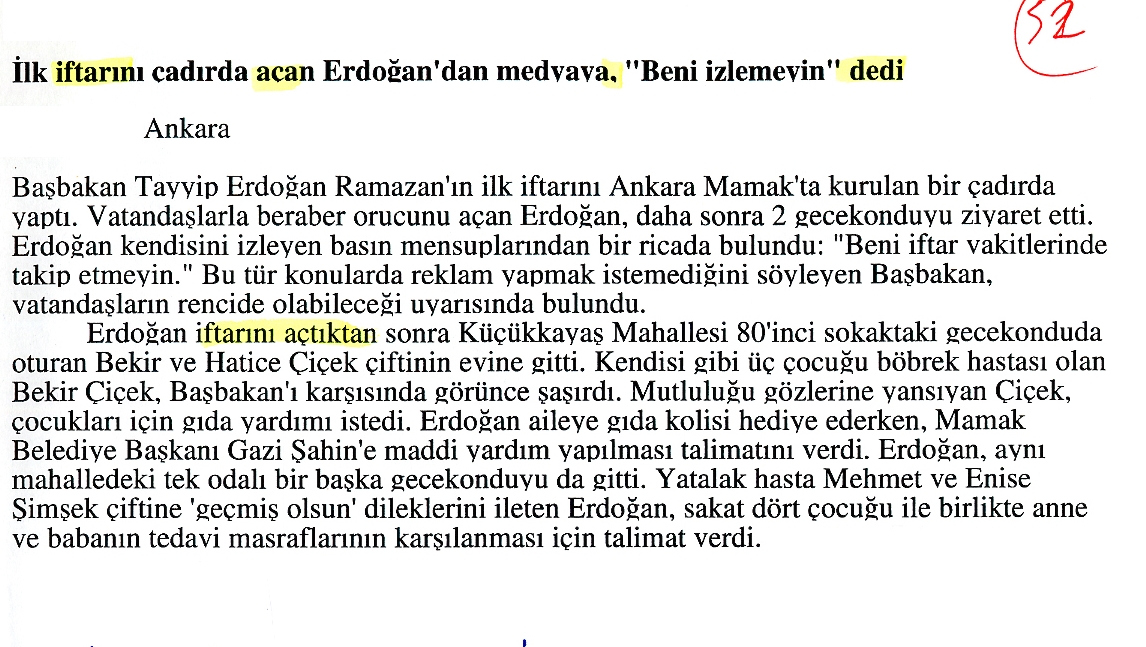 52
İlk iftarını çadırda açan Erdoğan'dan medyaya, "Beni izlemeyin" dedi
Ankara
Başbakan Tayyip Erdoğan Ramazan'ın ilk iftarını Ankara Mamak'ta kurulan bir çadırda
yaptı. Vatandaşlarla beraber orucunu açan Erdoğan, daha sonra 2 gecekonduyu ziyaret etti.
Erdoğan kendisini izleyen basın mensuplarından bir ricada bulundu: "Beni iftar vakitlerinde
takip etmeyin." Bu tür konularda reklam yapmak istemediğini söyleyen Başbakan,
vatandaşların rencide olabileceği uyarısında bulundu.
Erdoğan iftarını açtıktan sonra Küçükkayaş Mahallesi 80'inci sokaktaki gecekonduda
oturan Bekir ve Hatice Çiçek çiftinin evine gitti. Kendisi gibi üç çocuğu böbrek hastası olan
Bekir Çiçek, Başbakan'ı karşısında görünce şaşırdı. Mutluluğu gözlerine yansıyan Çiçek,
çocukları için gıda yardımı istedi. Erdoğan aileye gıda kolisi hediye ederken, Mamak
Belediye Başkanı Gazi Şahin'e maddi yardım yapılması talimatını verdi. Erdoğan, aynı
mahalledeki tek odalı bir başka gecekonduyu da gitti. Yatalak hasta Mehmet ve Enise
Şimşek çiftine 'geçmiş olsun' dileklerini ileten Erdoğan, sakat dört çocuğu ile birlikte anne
ve babanın tedavi masraflarının karşılanması için talimat verdi.